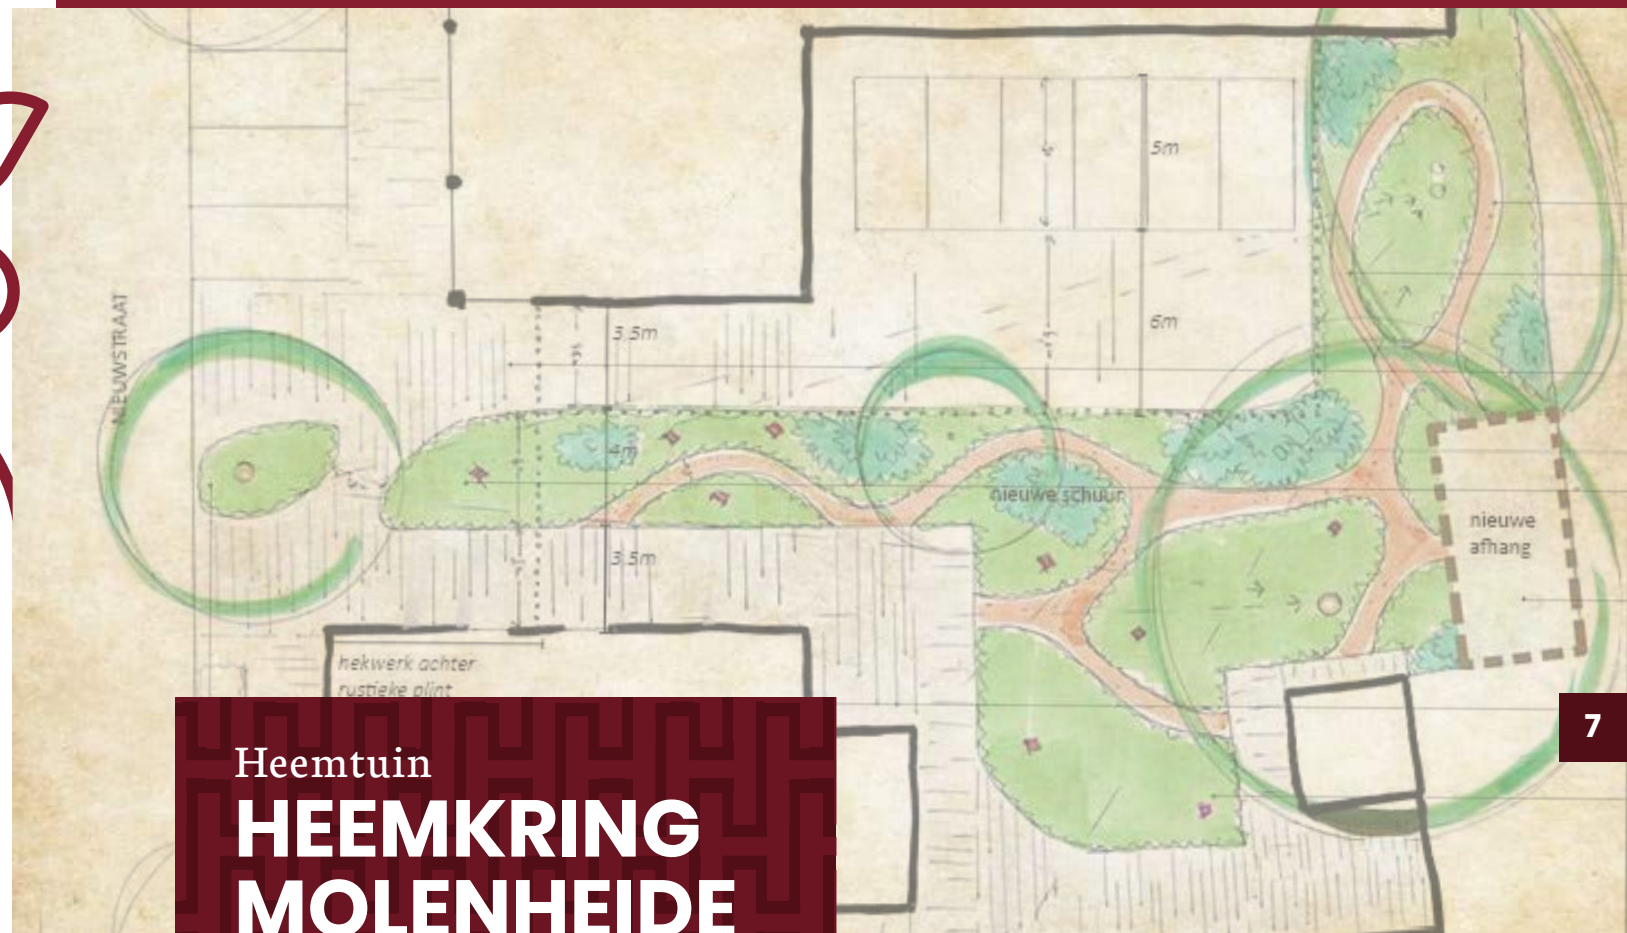 5m
NIEUWSTRAAT
6m
3,5m
4m
nieuwe schuur
nieuwe
afhang
3,5m
hekwerk achter
rustieke plint
7
Heemtuin
HEEMKRING
MOLENHEIDE